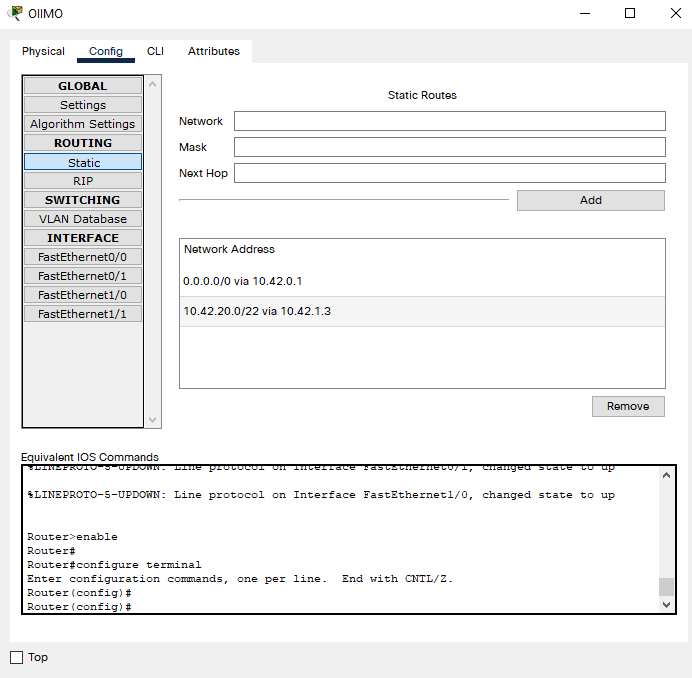 OIIMO
Physical Config CLI Attributes
GLOBAL
Settings
Algorithm Settings
ROUTING
Static
RIP
SWITCHING
VLAN Database
INTERFACE
FastEthernet0/0
FastEthernet0/1
FastEthernet1/0
FastEthernet1/1
Static Routes
Network
Mask
Next Hop
Add
Network Address
0.0.0.0/0 via 10.42.0.1
10.42.20.0/22 via 10.42.1.3
Remove
Equivalent IOS Commands
%LINEPROTO-5-UPDOWN: Line protocol on Interface FastEthernet0/1, changed state to up
%LINEPROTO-5-UPDOWN: Line protocol on Interface FastEthernet1/0, changed state to up
Router>enable
Router#
Router#configure terminal
Enter configuration commands, one per line.  End with CNTL/Z.
Router(config)#
Router(config)#
Top